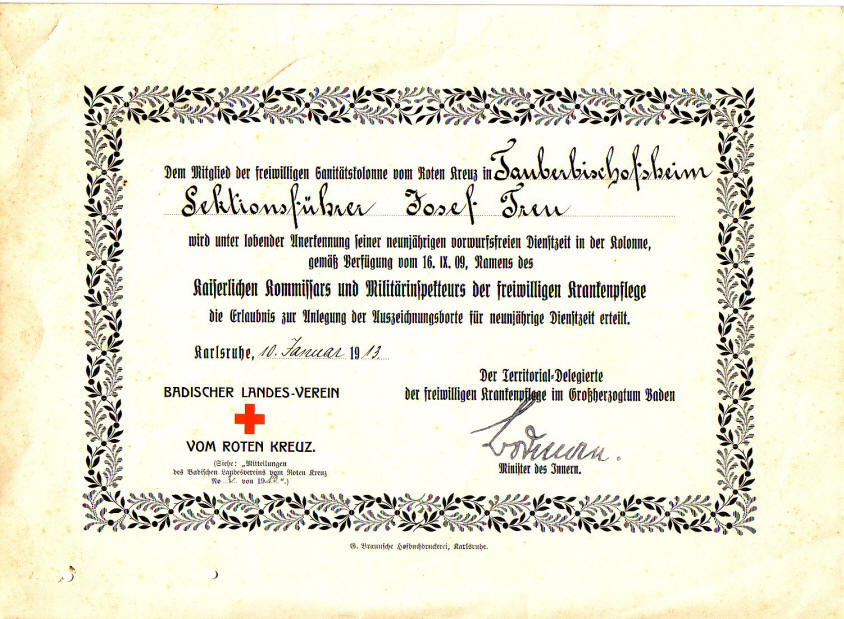 Dem Mitglied der freiwilligen Sanitätskolonne vom Roten Kreuz in Tauberbischofsheim
Sektionsführer Josef Treu
wird unter lobender Anerkennung seiner neunjährigen vorwurfsfreien Dienstzeit in der Kolonne,
gemäß Verfügung vom 16. IX. 09, Namens des
Kaiserlichen Kommissars und Militärinspekteurs der freiwilligen Krankenpflege
die Erlaubnis zur Anlegung der Auszeichnungsborte für neunjährige Dienstzeit erteilt.
Karlsruhe, 10. Januar 1913.
Der Territorial-Delegierte
der freiwilligen Krankenpflege im Großherzogtum Baden
Bodman.
Minister des Innern.
BADISCHER LANDES-VEREIN
VOM ROTEN KREUZ.
(Siehe: „Mitteilungen
des Badischen Landesvereins vom Roten Kreuz
No 2 von 1913".)
G. Braunsche Hofbuchdruckerei, Karlsruhe.